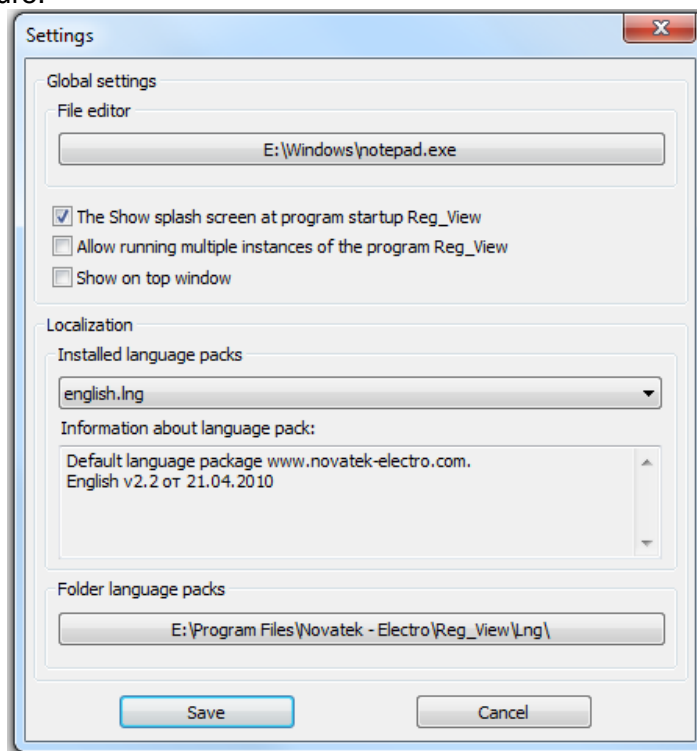 ure.
Settings
Global settings
File editor
E:\Windows\notepad.exe
The Show splash screen at program startup Reg_View
Allow running multiple instances of the program Reg_View
Show on top window
Localization
Installed language packs
english.lng
Information about language pack:
Default language package www.novatek-electro.com.
English v2.2 от 21.04.2010
Folder language packs
E:\Program Files\Novatek - Electro\Reg_View\Lng\
Save
Cancel